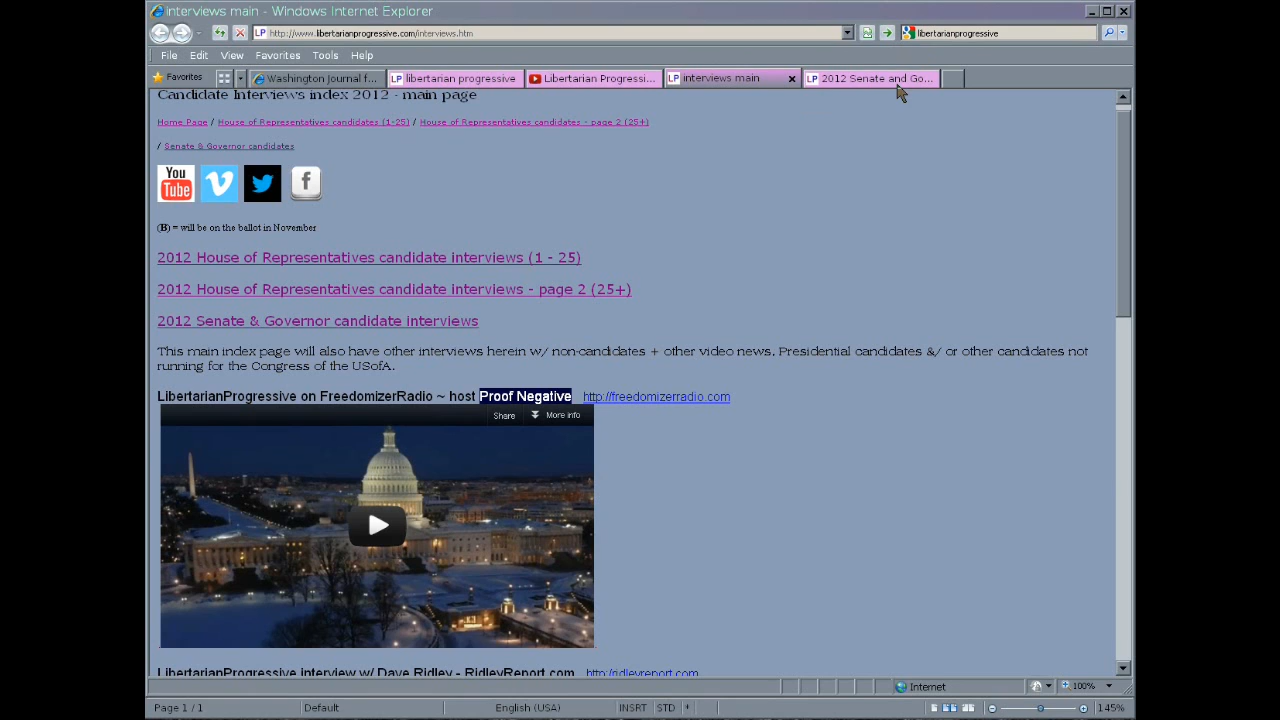 interviews main - Windows Internet Explorer
http://www.libertarianprogressive.com/interviews.htm
libertarianprogressive
File Edit View Favorites Tools Help
Favorites
Washington Journal f...
libertarian progressive
Libertarian Progressi...
interviews main
2012 Senate and Go...
Candidate Interviews index 2012 - main page
Home Page / House of Representatives candidates (1-25) / House of Representatives candidates - page 2 (25+)
/ Senate & Governor candidates
You Tube
(B) = will be on the ballot in November
2012 House of Representatives candidate interviews (1 - 25)
2012 House of Representatives candidate interviews - page 2 (25+)
2012 Senate & Governor candidate interviews
This main index page will also have other interviews herein w/ non-candidates + other video news, Presidential candidates &/ or other candidates not
running for the Congress of the USofA.
LibertarianProgressive on FreedomizerRadio ~ host Proof Negative http://freedomizerradio.com
Share More info
LibertarianProgressive interview w/ Dave Ridley - RidleyReport.com http://ridleyreport.com
Internet
100%
Page 1 / 1 Default English (USA) INSRT STD * 145%